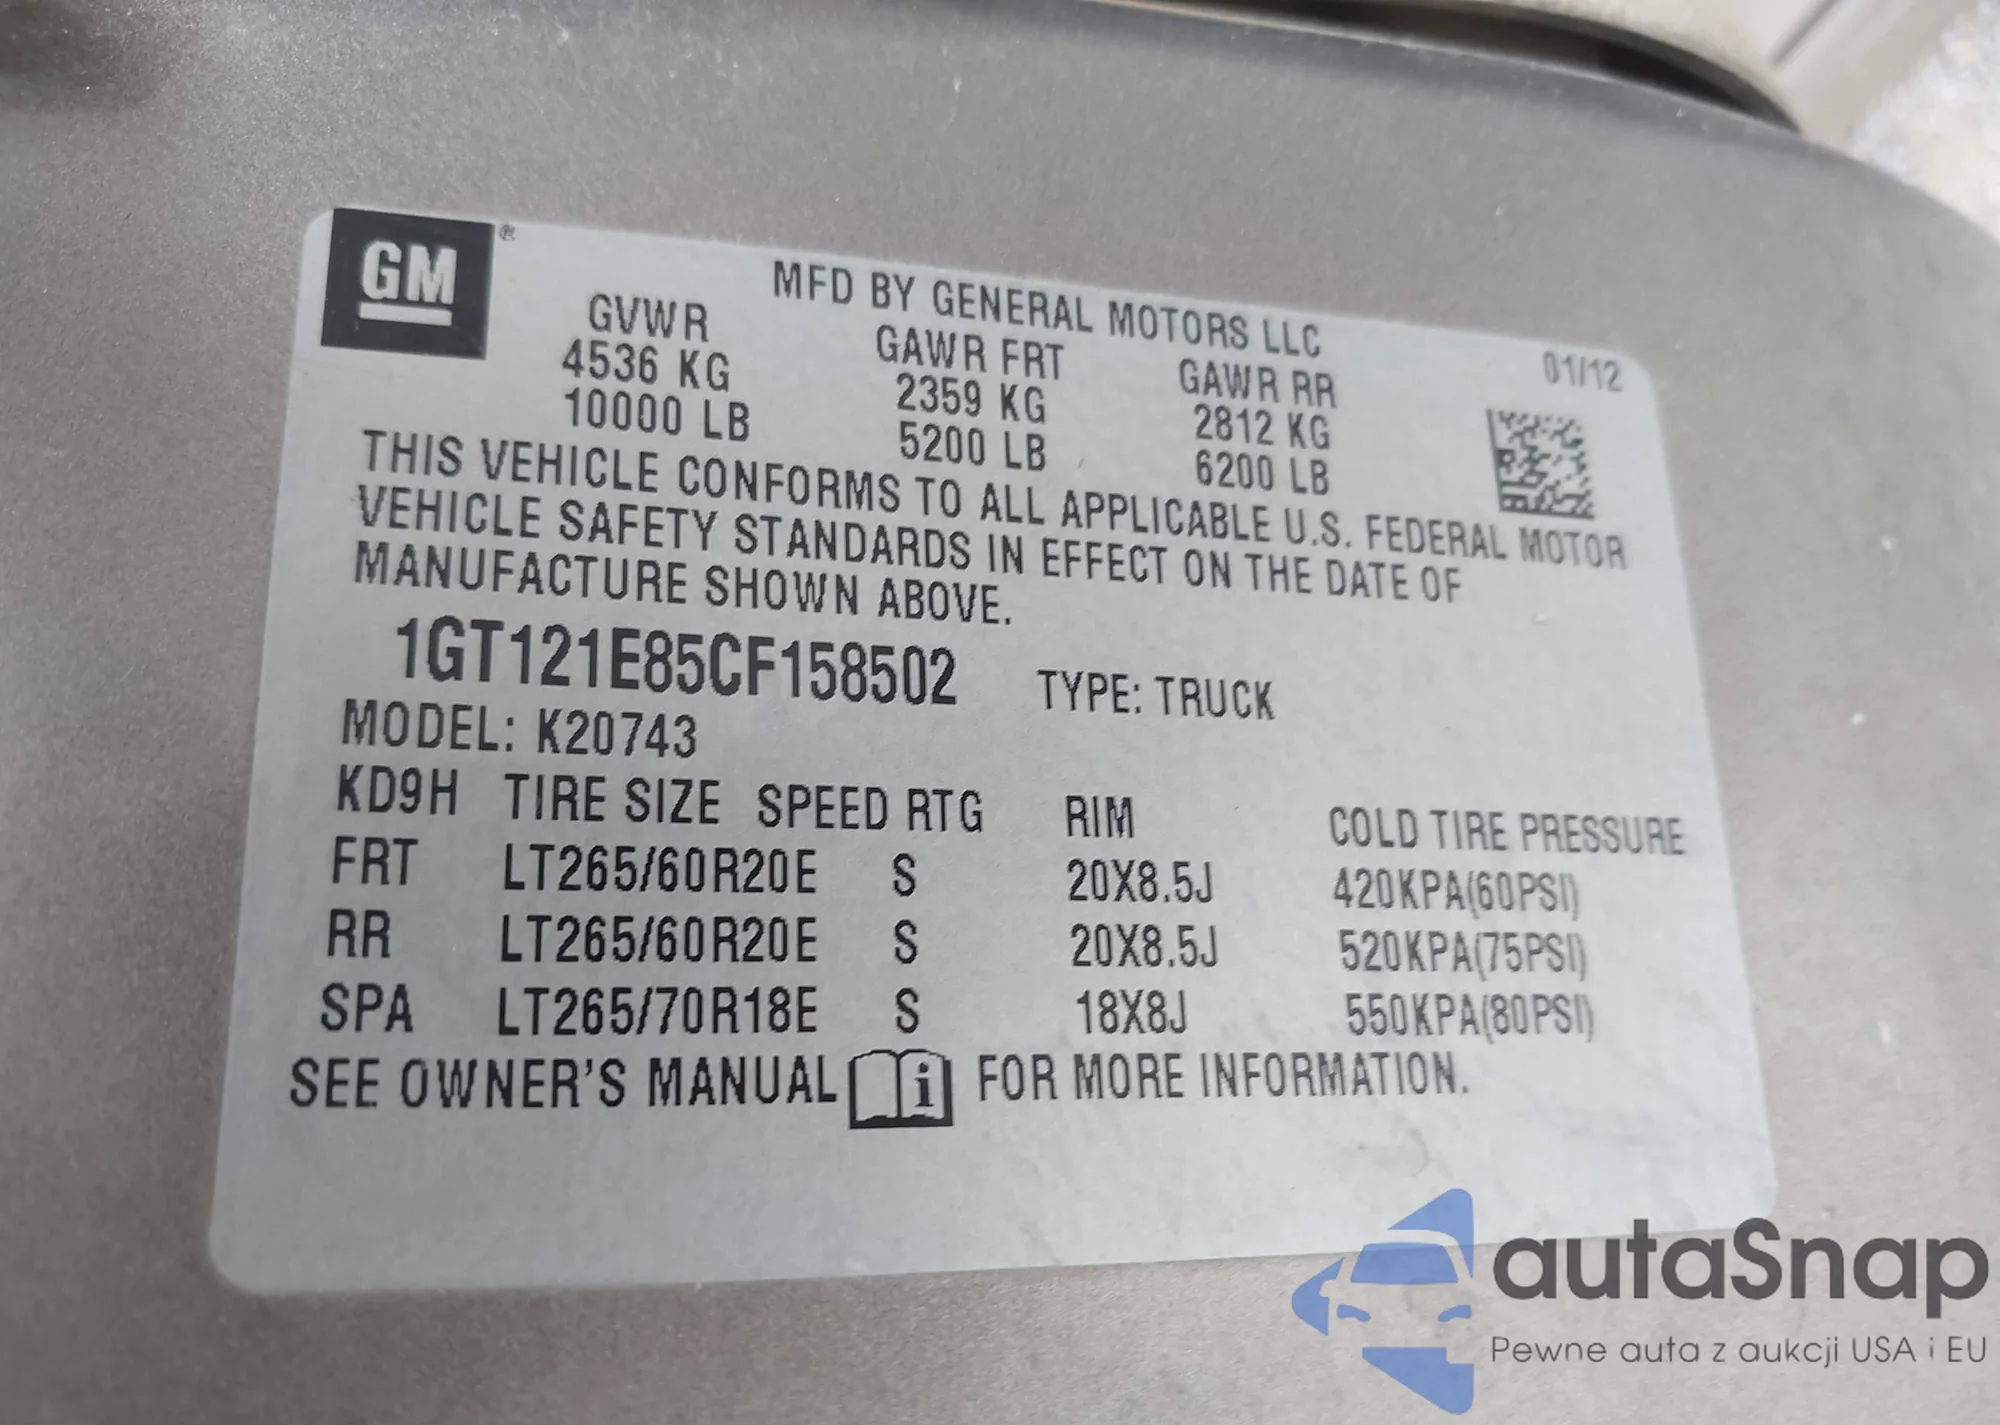 GM®
MFD BY GENERAL MOTORS LLC
01/12
GVWR GAWR FRT GAWR RR
4536 KG 2359 KG 2812 KG
10000 LB 5200 LB 6200 LB
THIS VEHICLE CONFORMS TO ALL APPLICABLE U.S. FEDERAL MOTOR
VEHICLE SAFETY STANDARDS IN EFFECT ON THE DATE OF
MANUFACTURE SHOWN ABOVE.
1GT121E85CF158502 TYPE: TRUCK
MODEL: K20743
KD9H TIRE SIZE SPEED RTG RIM COLD TIRE PRESSURE
FRT LT265/60R20E S 20X8.5J 420KPA(60PSI)
RR LT265/60R20E S 20X8.5J 520KPA(75PSI)
SPA LT265/70R18E S 18X8J 550KPA(80PSI)
SEE OWNER'S MANUAL i FOR MORE INFORMATION.
autaSnap
Pewne auta z aukcji USA i EU